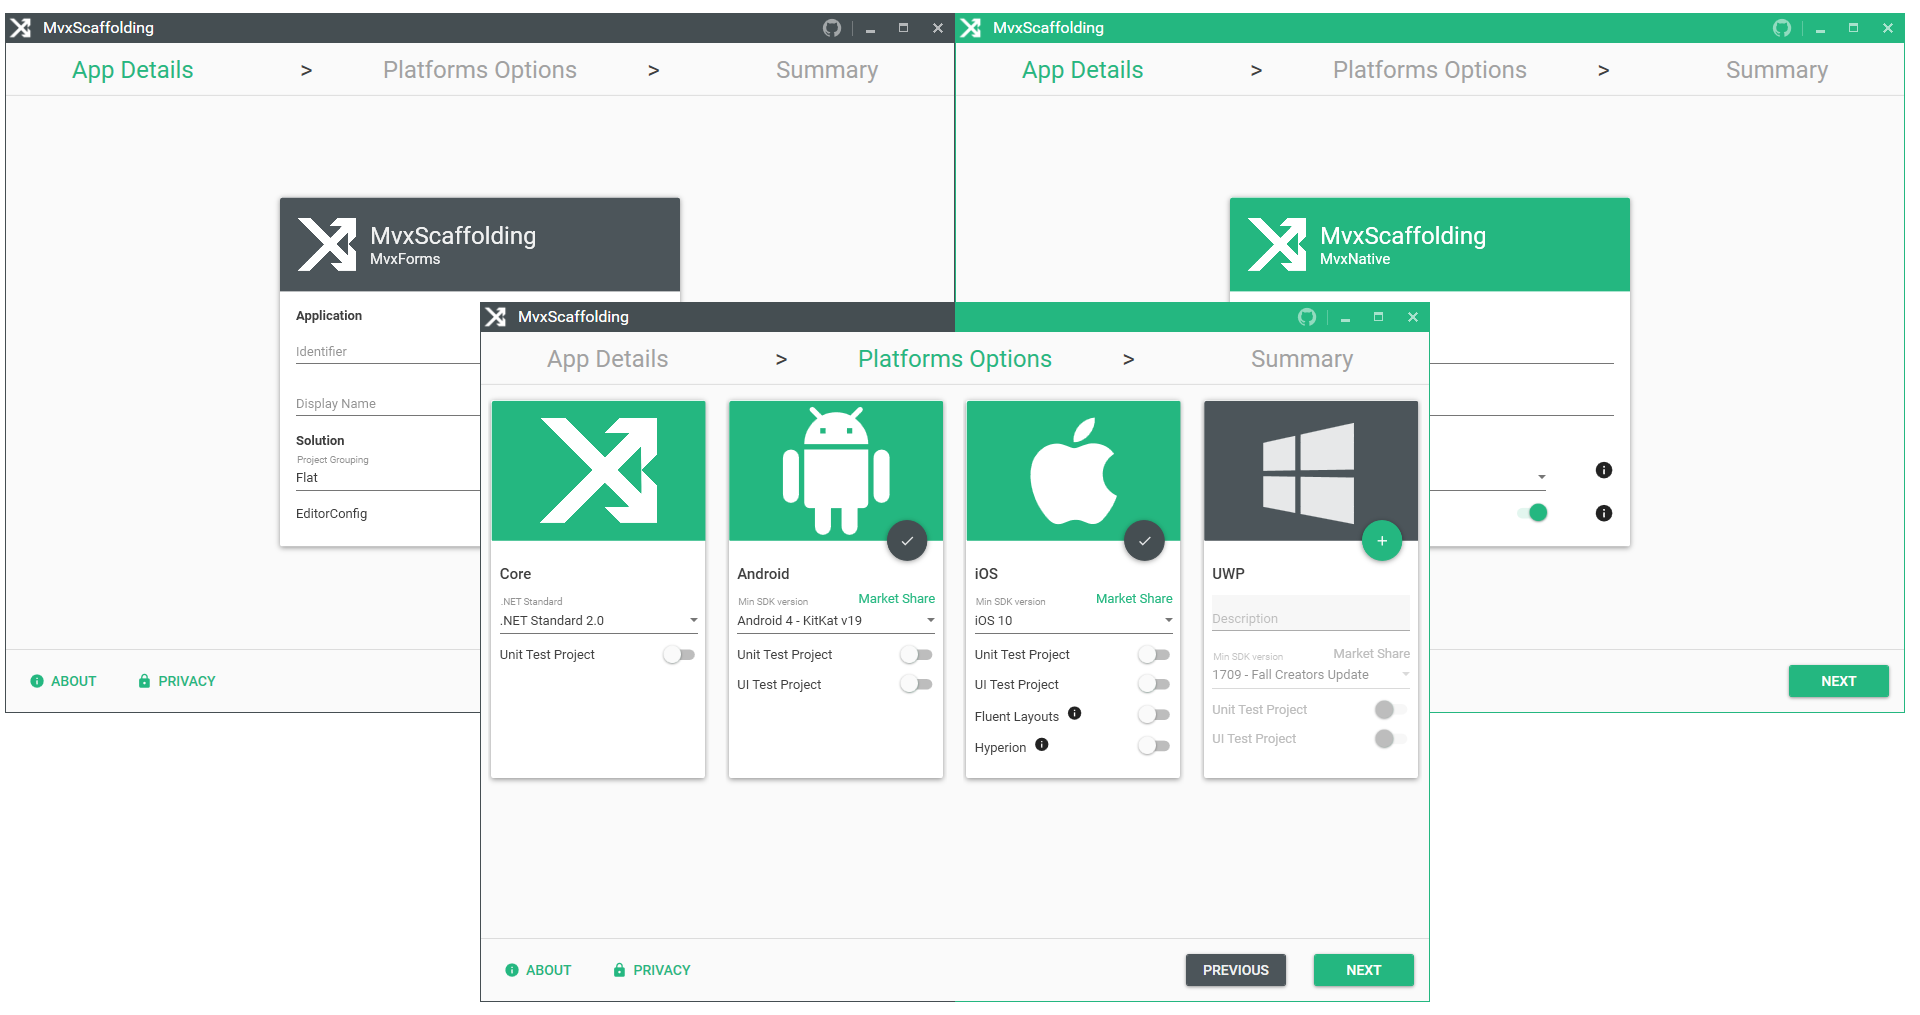 MvxScaffolding
App Details > Platforms Options > Summary
MvxScaffolding
MvxForms
Application
Identifier
Display Name
Solution
Project Grouping
Flat
EditorConfig
ABOUT PRIVACY
MvxScaffolding
App Details > Platforms Options > Summary
MvxScaffolding
MvxNative
NEXT
MvxScaffolding
App Details > Platforms Options > Summary
Core
.NET Standard
.NET Standard 2.0
Unit Test Project
Android
Min SDK version Market Share
Android 4 - KitKat v19
Unit Test Project
UI Test Project
iOS
Min SDK version Market Share
iOS 10
Unit Test Project
UI Test Project
Fluent Layouts
Hyperion
UWP
Description
Min SDK version Market Share
1709 - Fall Creators Update
Unit Test Project
UI Test Project
ABOUT PRIVACY PREVIOUS NEXT